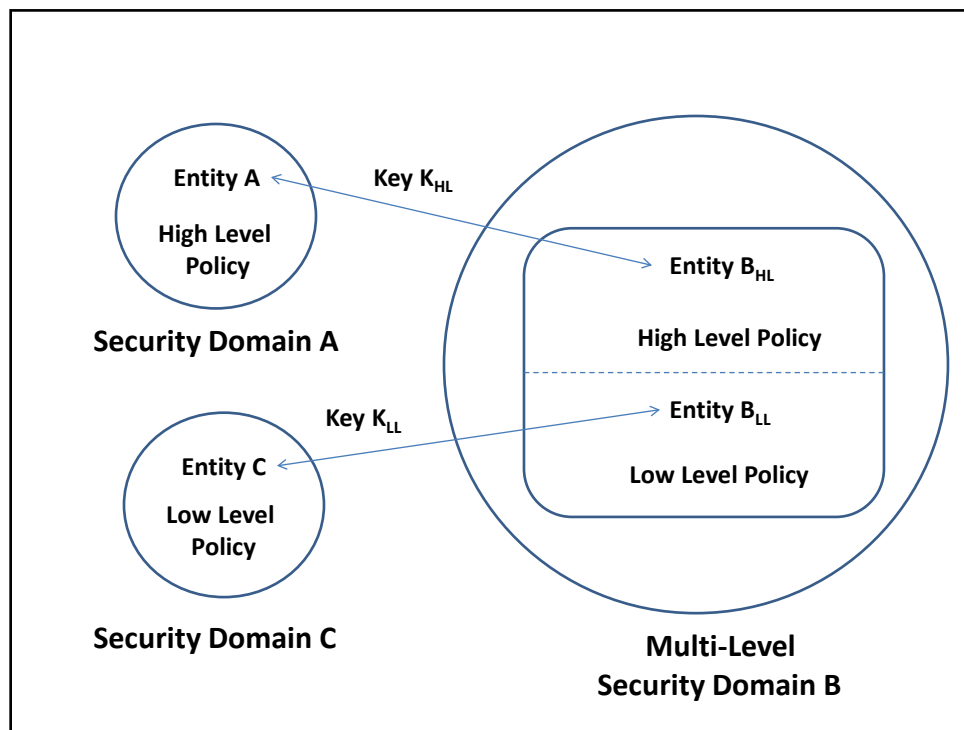 Entity A
High Level
Policy
Security Domain A
Key K_HL
Entity B_HL
High Level Policy
Entity B_LL
Low Level Policy
Key K_LL
Entity C
Low Level
Policy
Security Domain C
Multi-Level
Security Domain B